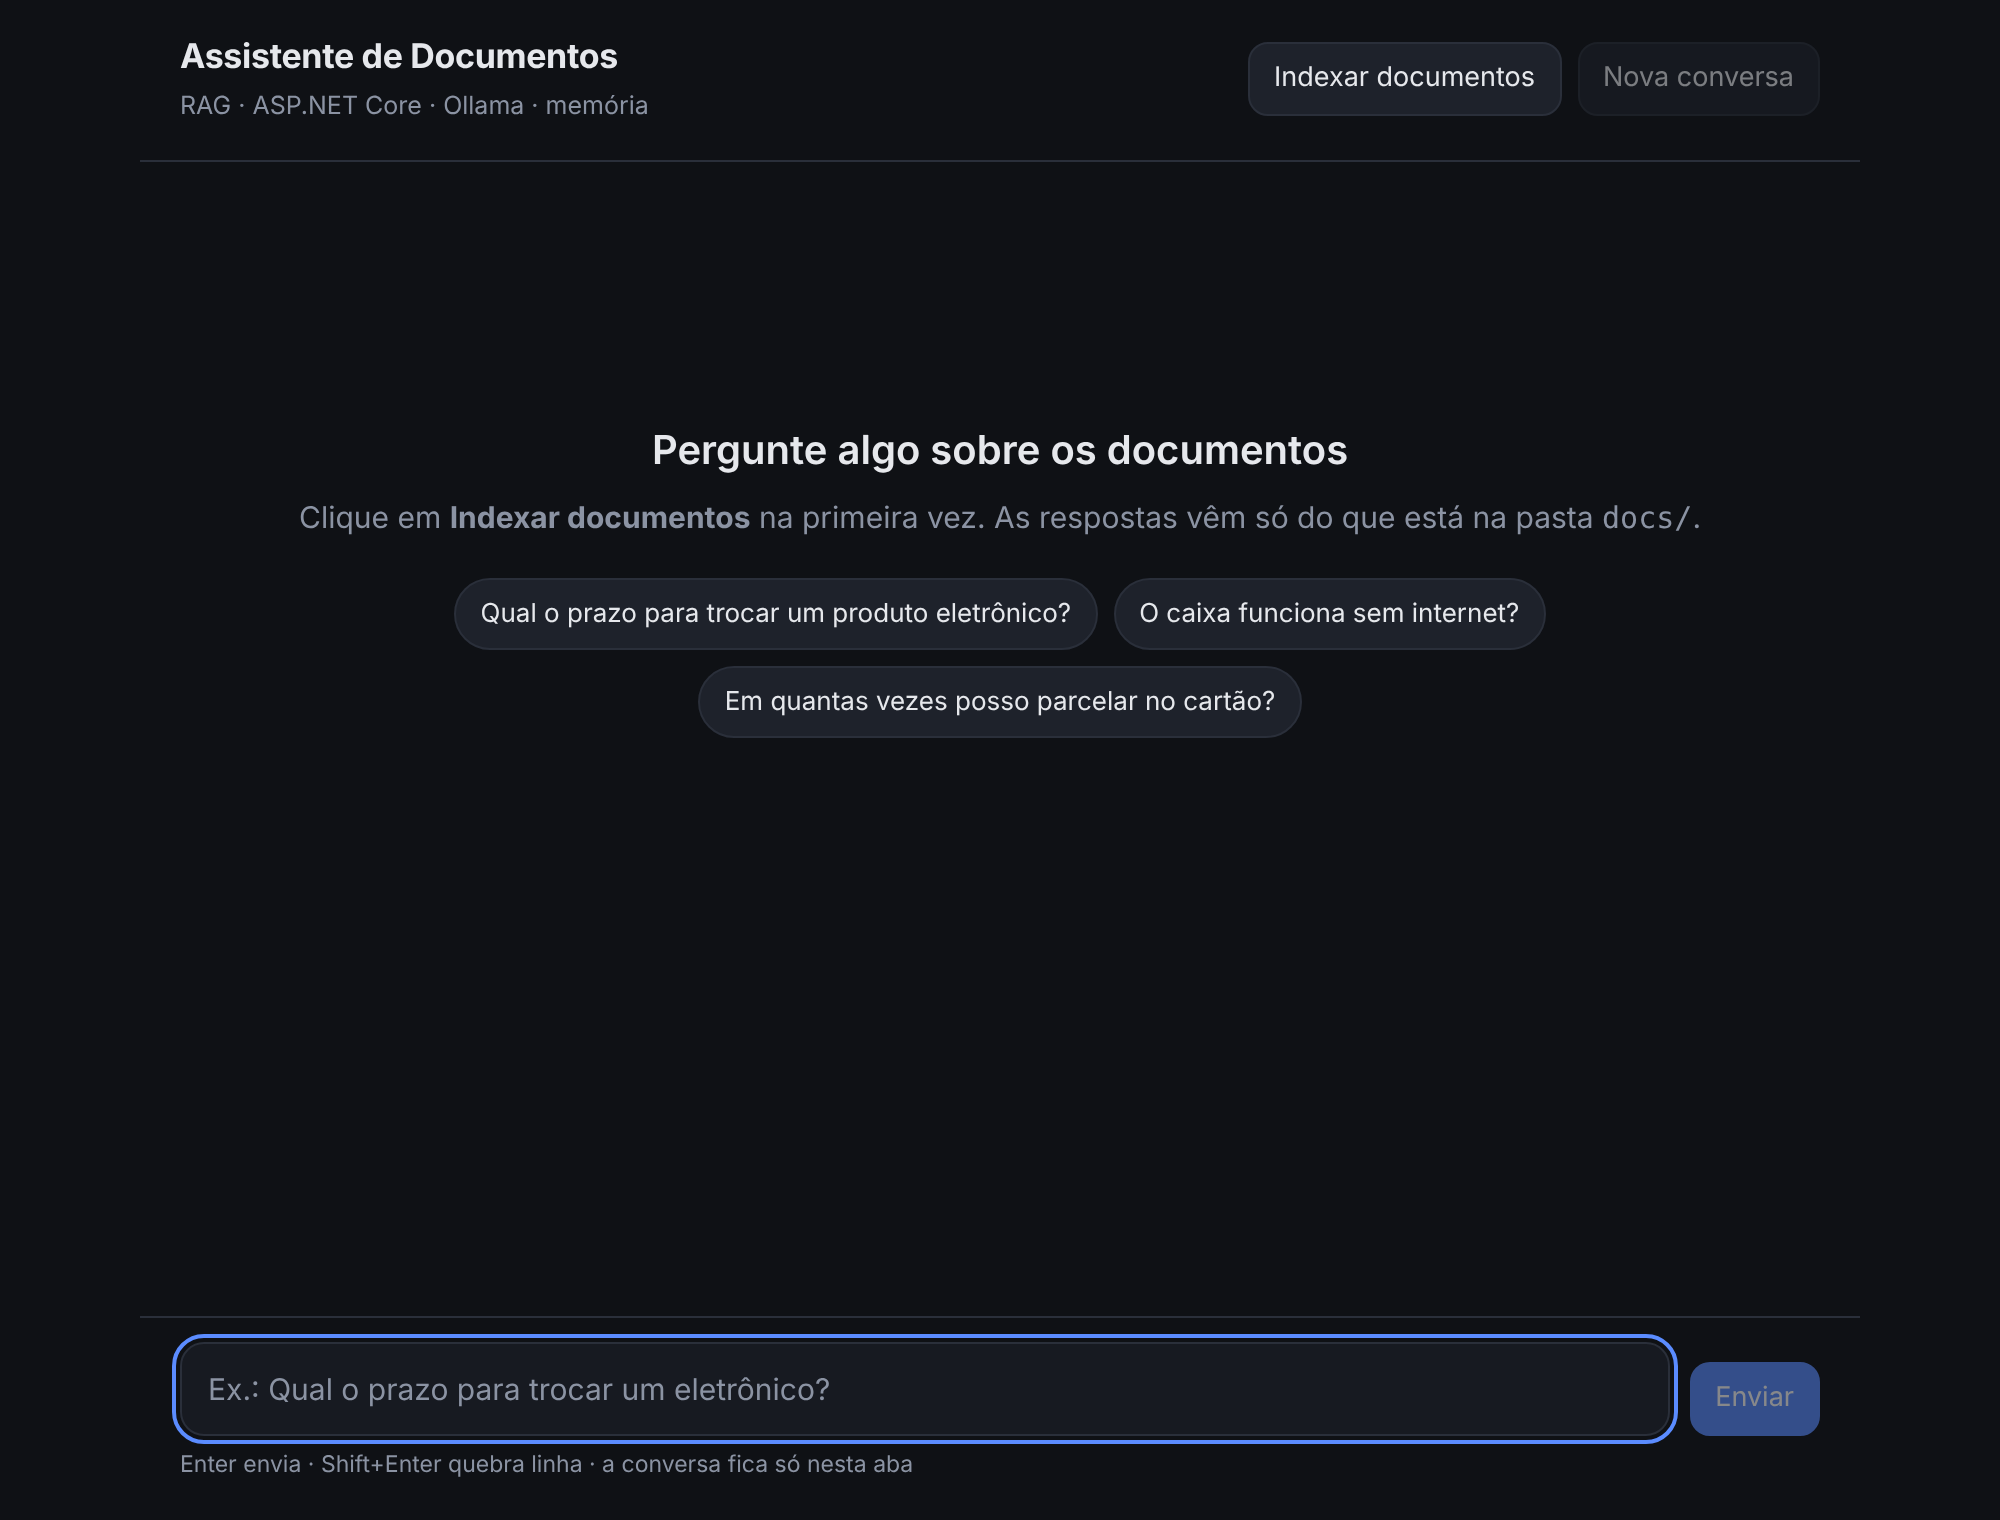 Assistente de Documentos
RAG · ASP.NET Core · Ollama · memória
Indexar documentos
Nova conversa
Pergunte algo sobre os documentos
Clique em Indexar documentos na primeira vez. As respostas vêm só do que está na pasta docs/.
Qual o prazo para trocar um produto eletrônico?
O caixa funciona sem internet?
Em quantas vezes posso parcelar no cartão?
Ex.: Qual o prazo para trocar um eletrônico?
Enviar
Enter envia · Shift+Enter quebra linha · a conversa fica só nesta aba